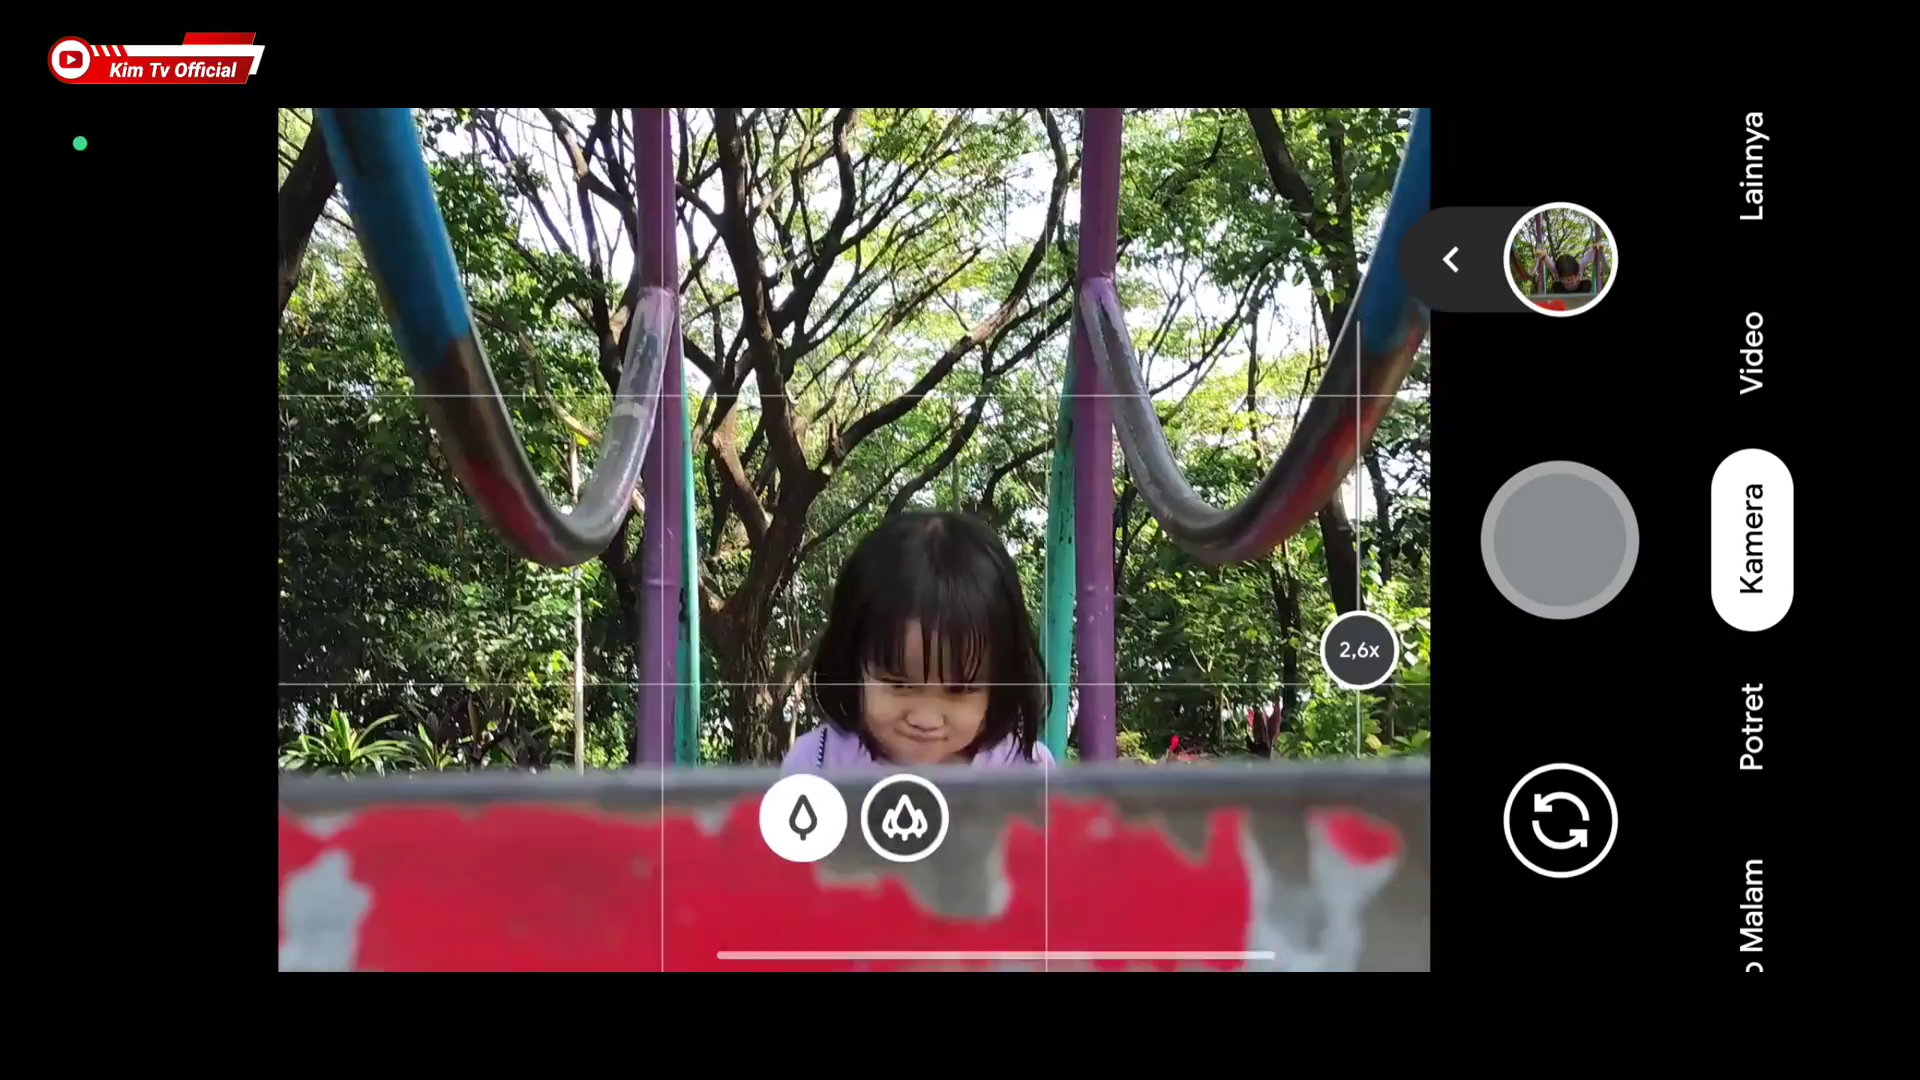 Kim Tv Official
Lainnya
Video
Kamera
Potret
Malam
2,6x